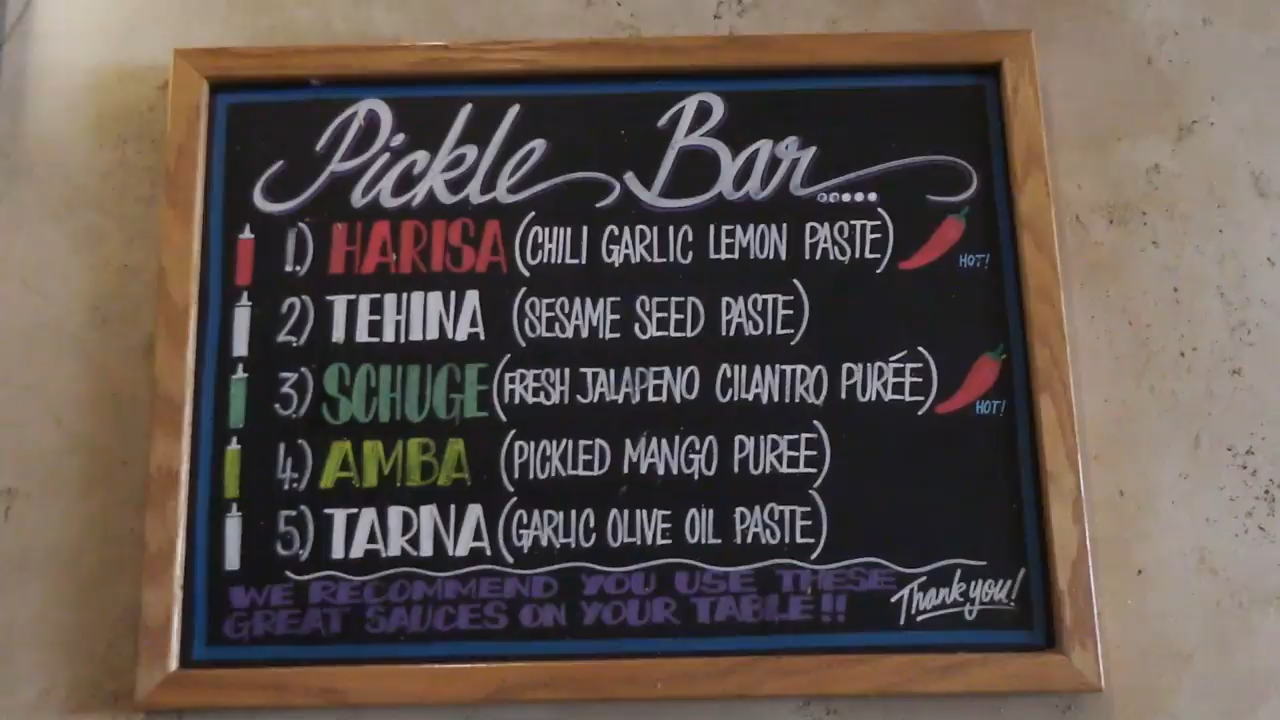 Pickle Bar.....
1.) HARISA (CHILI GARLIC LEMON PASTE)
HOT!
2.) TEHINA (SESAME SEED PASTE)
3.) SCHUGE (FRESH JALAPENO CILANTRO PURÉE)
HOT!
4.) AMBA (PICKLED MANGO PUREE)
5.) TARNA (GARLIC OLIVE OIL PASTE)
WE RECOMMEND YOU USE THESE
GREAT SAUCES ON YOUR TABLE!!
Thank you!